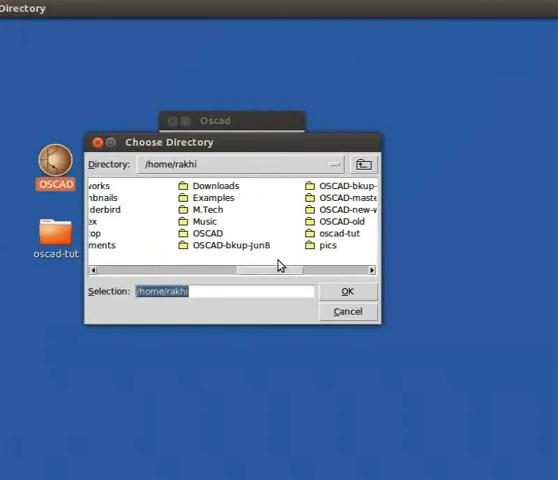 Directory
Oscad
Choose Directory
Directory: /home/rakhi
works Downloads OSCAD-bkup-
bnails Examples OSCAD-maste
derbird M.Tech OSCAD-new-w
ex Music OSCAD-old
top OSCAD oscad-tut
ments OSCAD-bkup-Jun8 pics
Selection: /home/rakhi OK
Cancel
OSCAD
oscad-tut